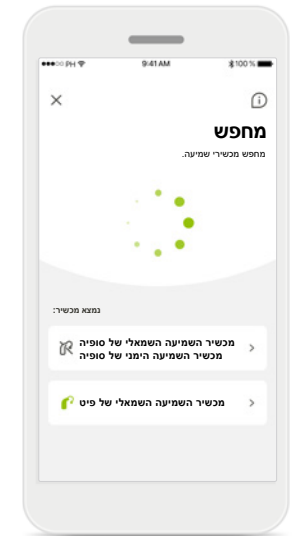 PH
9:41 AM
100 %
מחפש
מחפש מכשירי שמיעה.
נמצא מכשיר:
מכשיר השמיעה השמאלי של סופיה
מכשיר השמיעה הימני של סופיה
מכשיר השמיעה השמאלי של פיט